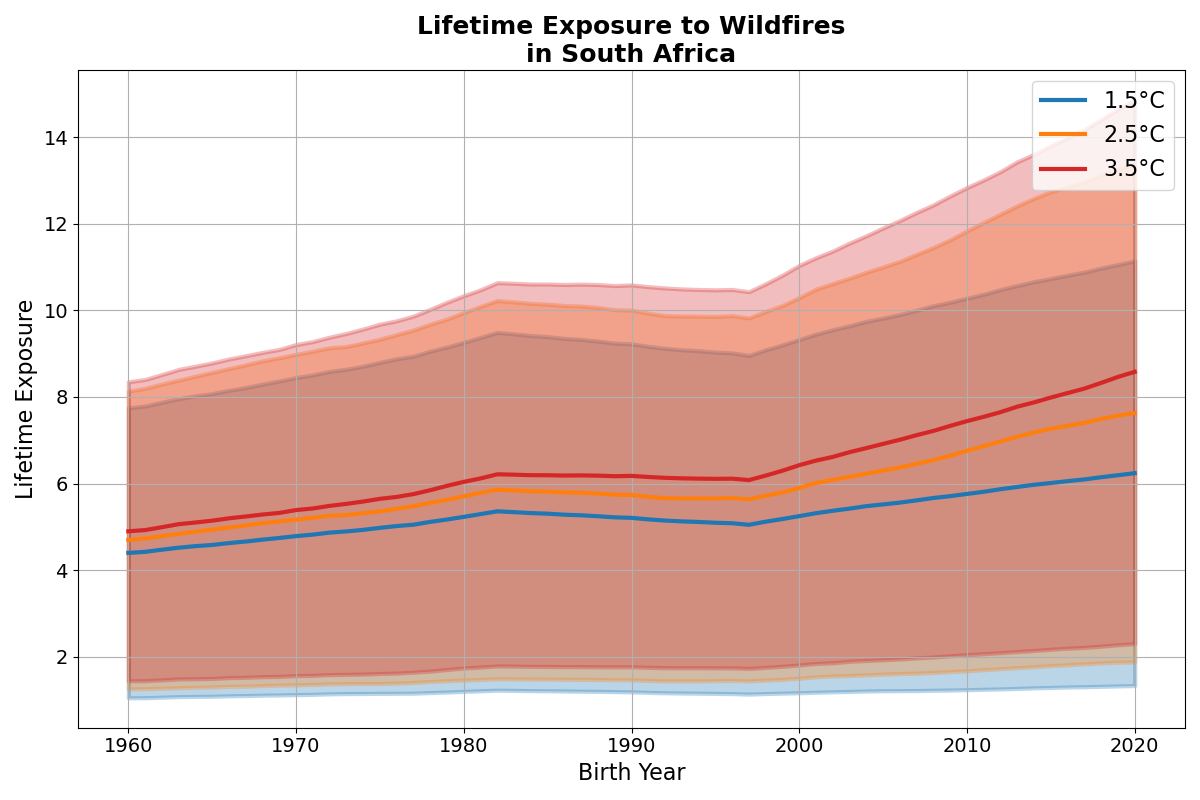 Lifetime Exposure to Wildfires
in South Africa
1.5°C
2.5°C
3.5°C
Lifetime Exposure
14
12
10
8
6
4
2
1960 1970 1980 1990 2000 2010 2020
Birth Year